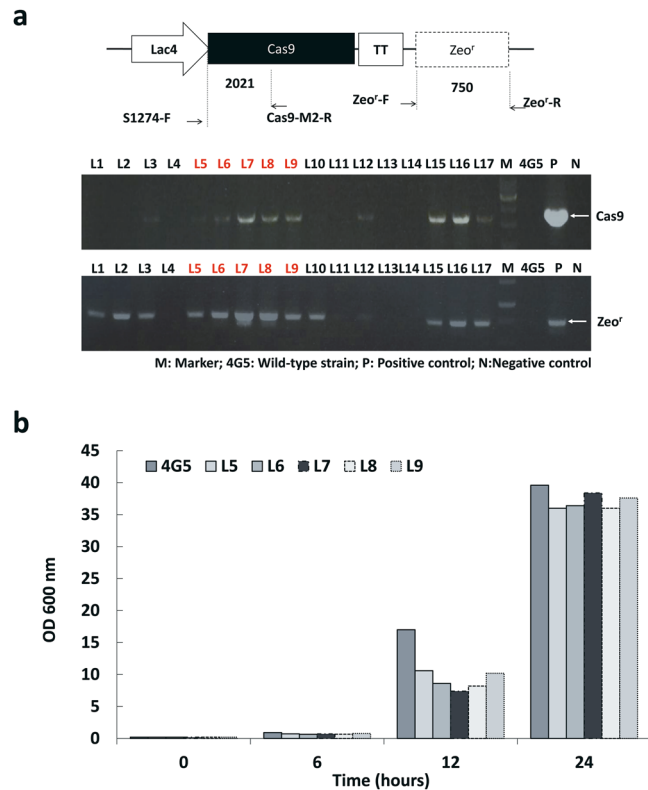 a
Lac4 Cas9 TT Zeoʳ
2021 750
Zeoʳ-F
S1274-F Cas9-M2-R Zeoʳ-R
L1 L2 L3 L4 L5 L6 L7 L8 L9 L10 L11 L12 L13 L14 L15 L16 L17 M 4G5 P N
Cas9
L1 L2 L3 L4 L5 L6 L7 L8 L9 L10 L11 L12 L13 L14 L15 L16 L17 M 4G5 P N
Zeoʳ
M: Marker; 4G5: Wild-type strain; P: Positive control; N:Negative control
b
45
4G5 L5 L6 L7 L8 L9
40
35
30
25
20
15
10
5
0
OD 600 nm
0 6 12 24
Time (hours)